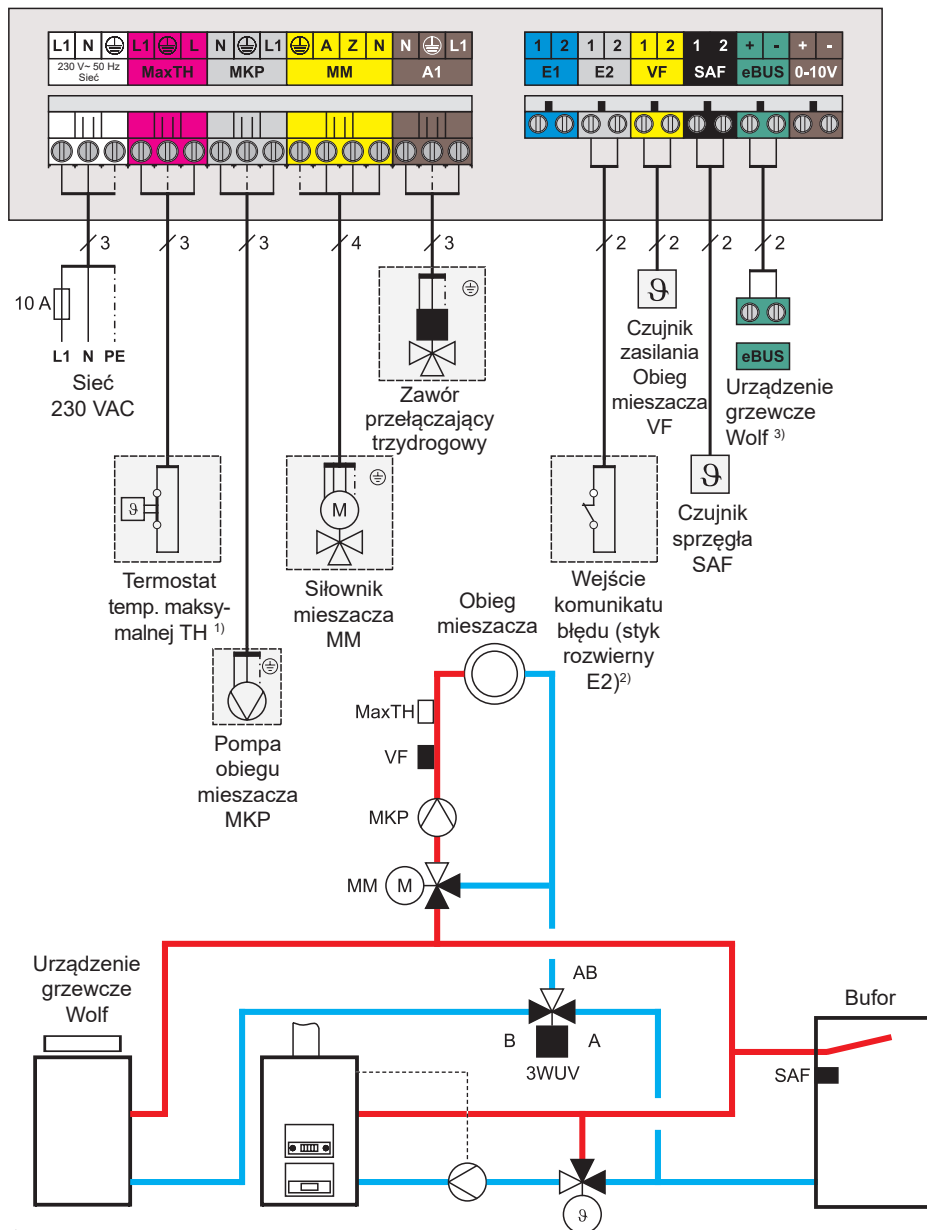 L1 N L1 L N L1 A Z N N L1
230 V~ 50 Hz
Sieć
MaxTH MKP MM A1
1 2 1 2 1 2 1 2 + - + -
E1 E2 VF SAF eBUS 0-10V
3 3 3 4 3 2 2 2 2
10 A
L1 N PE
Sieć
230 VAC
Zawór
przełączający
trzydrogowy
ϑ
Czujnik
zasilania
Obieg
mieszacza
VF
eBUS
Urządzenie
grzewcze
Wolf ³⁾
ϑ
Termostat
temp. maksy-
malnej TH ¹⁾
M
Siłownik
mieszacza
MM
Wejście
komunikatu
błędu (styk
rozwierny
E2)²⁾
ϑ
Czujnik
sprzęgła
SAF
Pompa
obiegu
mieszacza
MKP
Obieg
mieszacza
MaxTH
VF
MKP
MM M
Urządzenie
grzewcze
Wolf
AB
B A
3WUV
Bufor
SAF
ϑ